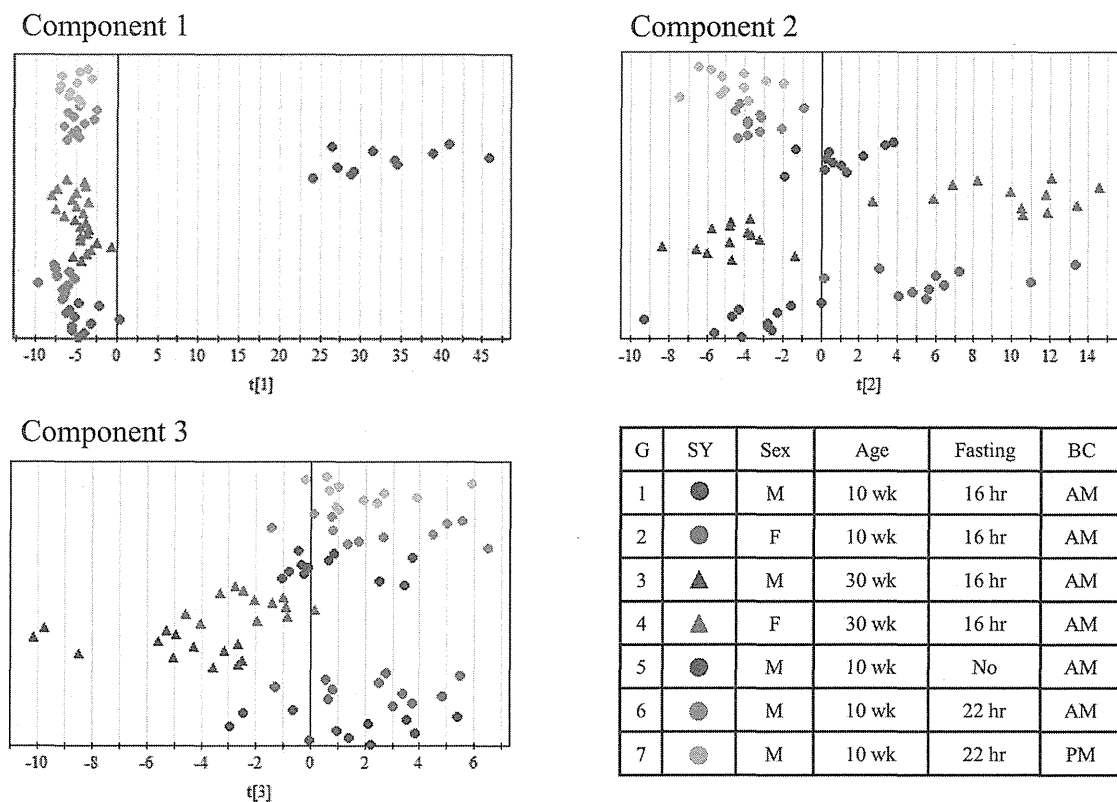 Component 1
-10 -5 0 5 10 15 20 25 30 35 40 45
t[1]
Component 2
-10 -8 -6 -4 -2 0 2 4 6 8 10 12 14
t[2]
Component 3
-10 -8 -6 -4 -2 0 2 4 6
t[3]
G SY Sex Age Fasting BC
1 M 10 wk 16 hr AM
2 F 10 wk 16 hr AM
3 M 30 wk 16 hr AM
4 F 30 wk 16 hr AM
5 M 10 wk No AM
6 M 10 wk 22 hr AM
7 M 10 wk 22 hr PM